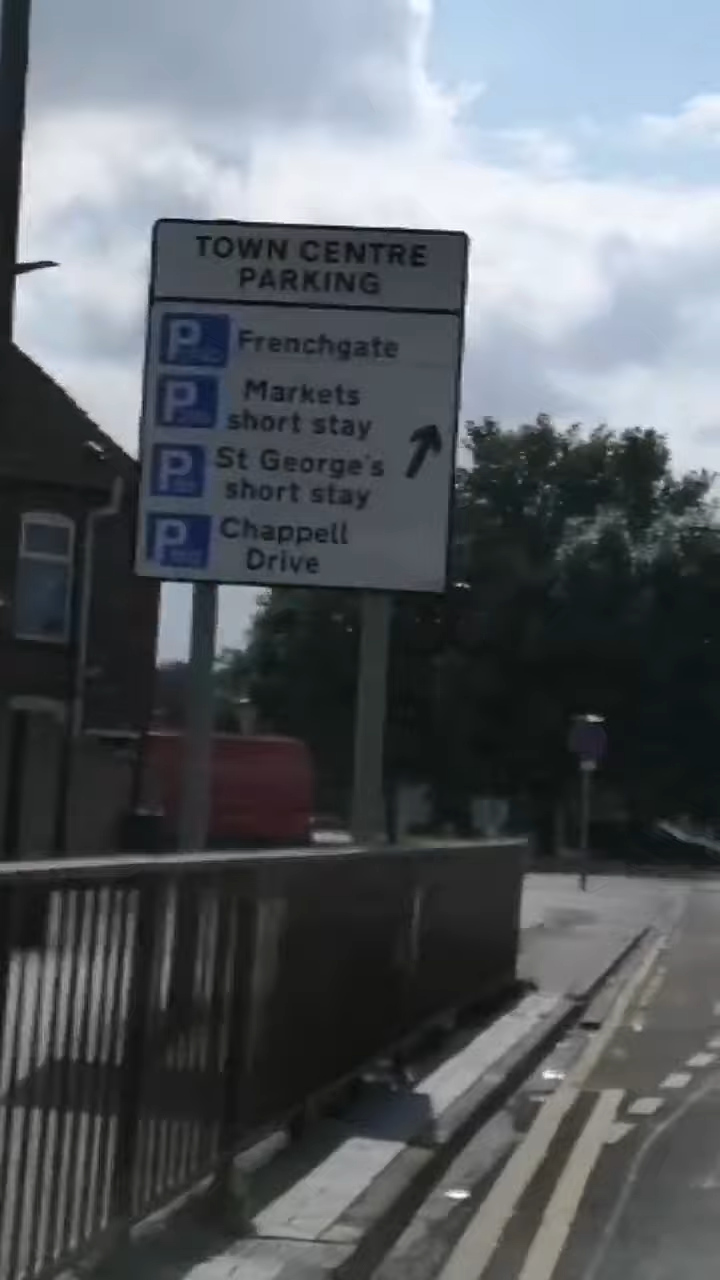 TOWN CENTRE
PARKING
P Frenchgate
P Markets
short stay
P St George's
short stay
P Chappell
Drive